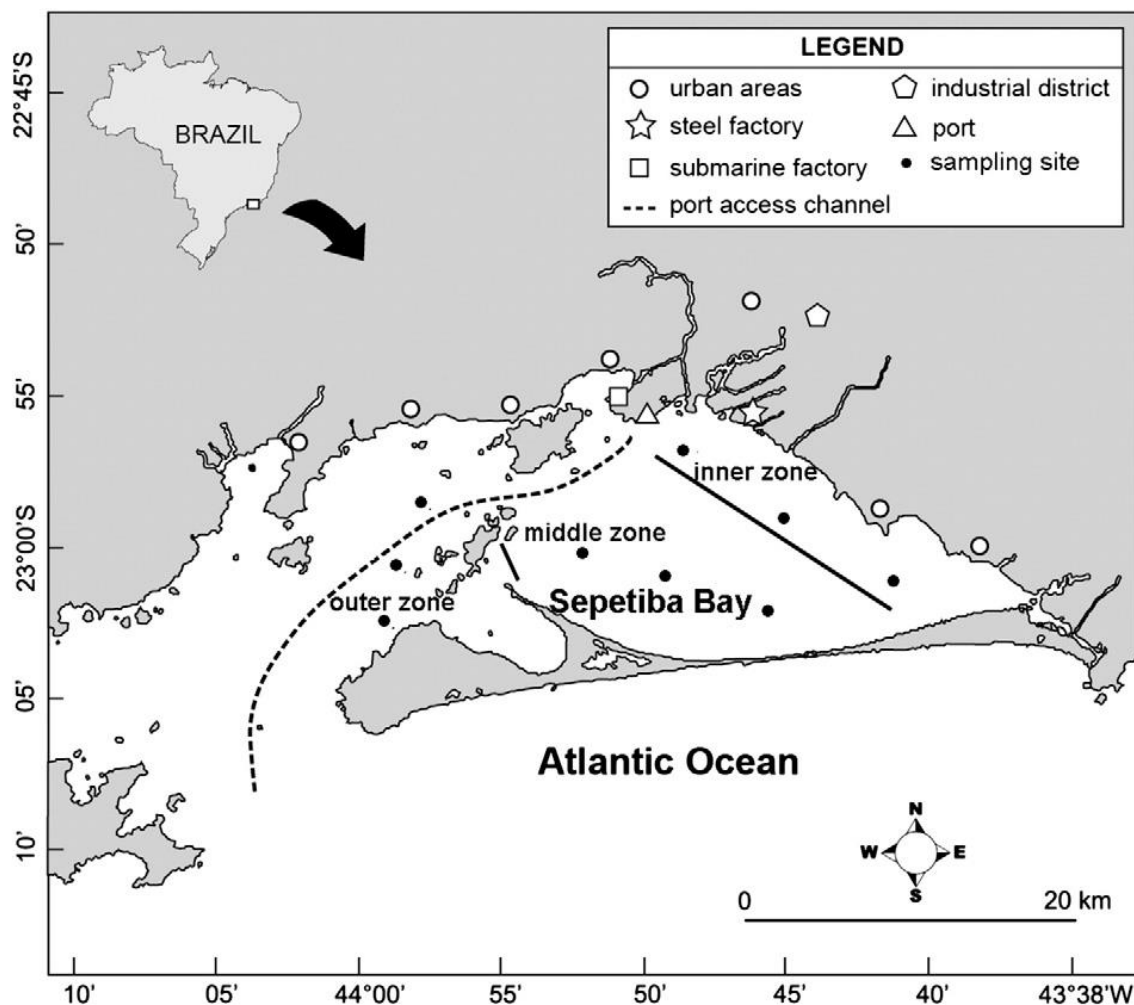 LEGEND
urban areas
industrial district
steel factory
port
submarine factory
sampling site
port access channel
BRAZIL
22°45'S
50'
55'
23°00'S
05'
10'
inner zone
middle zone
outer zone
Sepetiba Bay
Atlantic Ocean
N
W
E
S
0
20 km
10'
05'
44°00'
55'
50'
45'
40'
43°38'W